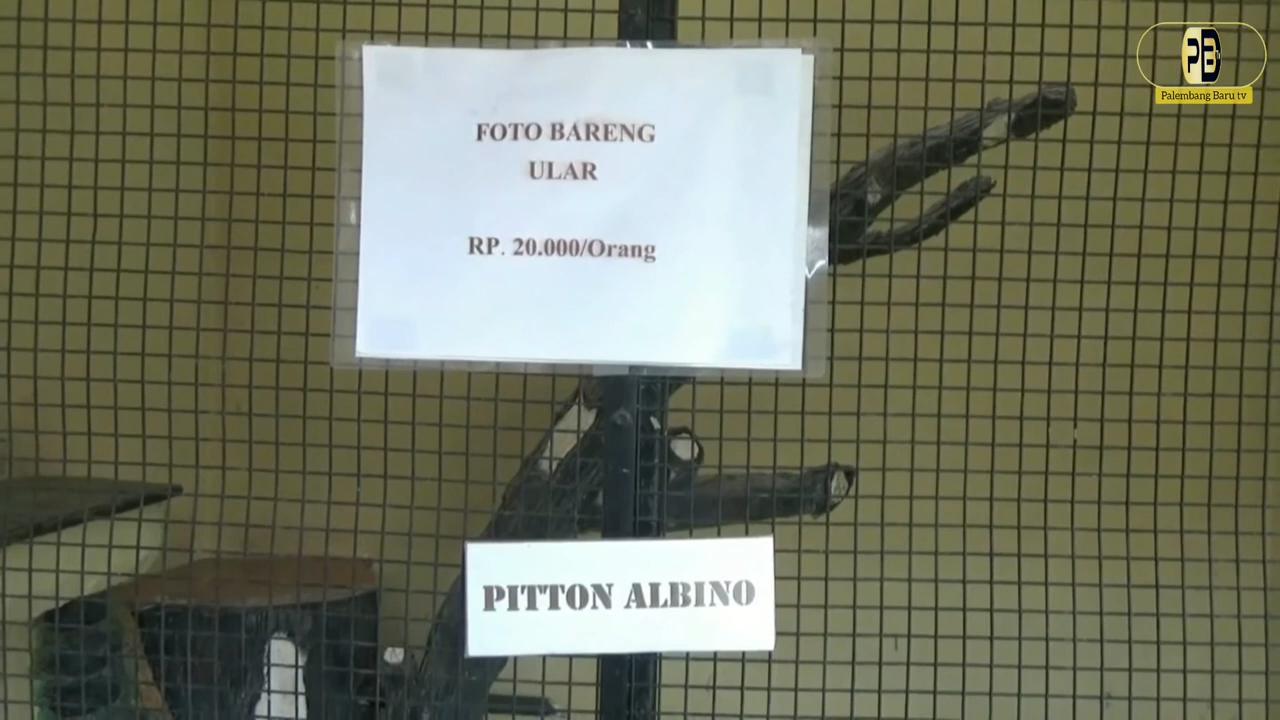 PB
Palembang Baru tv
FOTO BARENG
ULAR
RP. 20.000/Orang
PITTON ALBINO